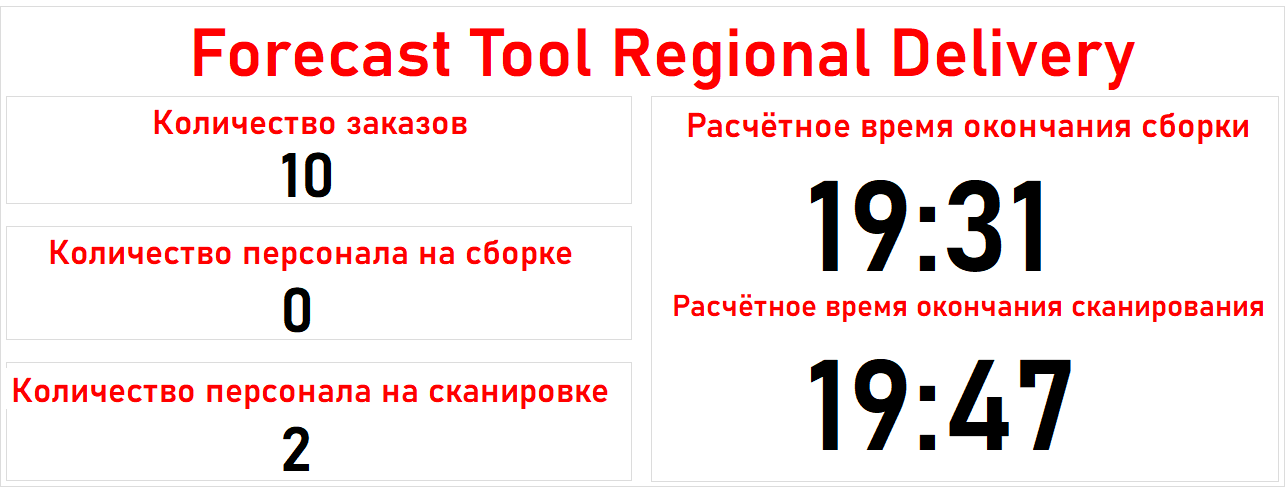 Forecast Tool Regional Delivery
Количество заказов
10
Количество персонала на сборке
0
Количество персонала на сканировке
2
Расчётное время окончания сборки
19:31
Расчётное время окончания сканирования
19:47